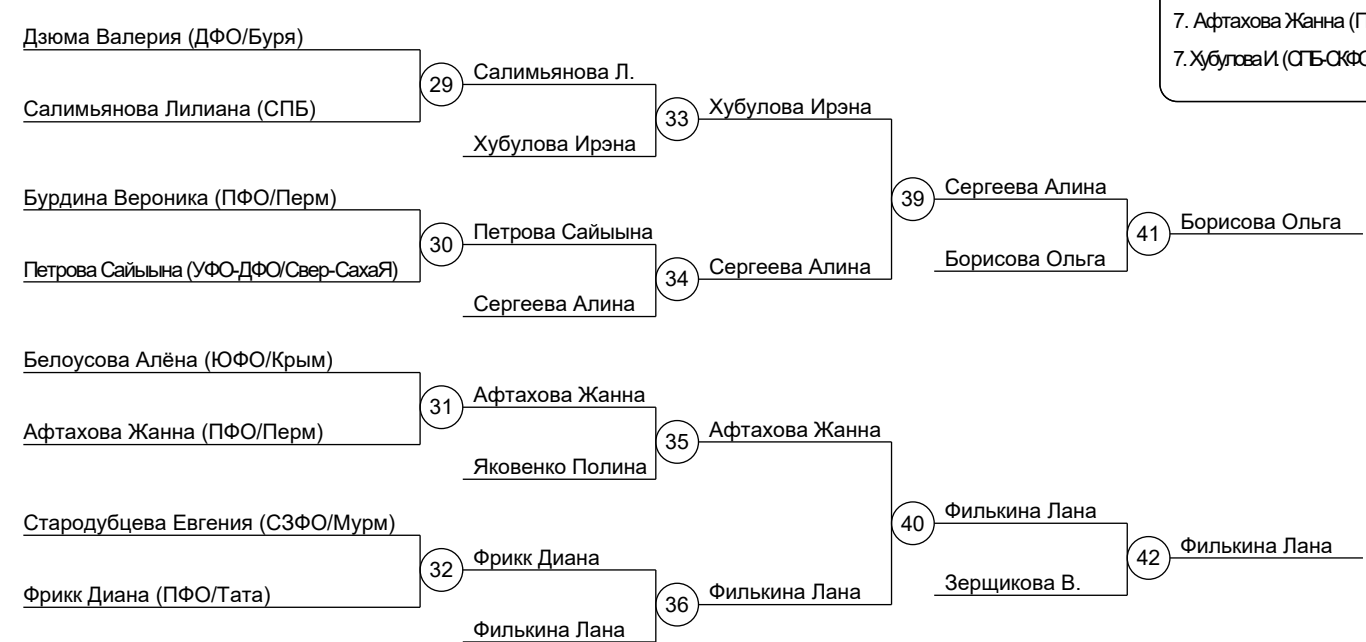 7. Афтахова Жанна (П
7. Хубулова И. (СПБ-СКФО
Дзюма Валерия (ДФО/Буря)
29
Салимьянова Л.
Салимьянова Лилиана (СПБ)
33
Хубулова Ирэна
Хубулова Ирэна
39
Сергеева Алина
Бурдина Вероника (ПФО/Перм)
30
Петрова Сайыына
41
Борисова Ольга
Петрова Сайыына (УФО-ДФО/Свер-СахаЯ)
34
Сергеева Алина
Борисова Ольга
Сергеева Алина
Белоусова Алёна (ЮФО/Крым)
31
Афтахова Жанна
Афтахова Жанна (ПФО/Перм)
35
Афтахова Жанна
Яковенко Полина
40
Филькина Лана
Стародубцева Евгения (СЗФО/Мурм)
32
Фрикк Диана
42
Филькина Лана
Фрикк Диана (ПФО/Тата)
36
Филькина Лана
Зерщикова В.
Филькина Лана